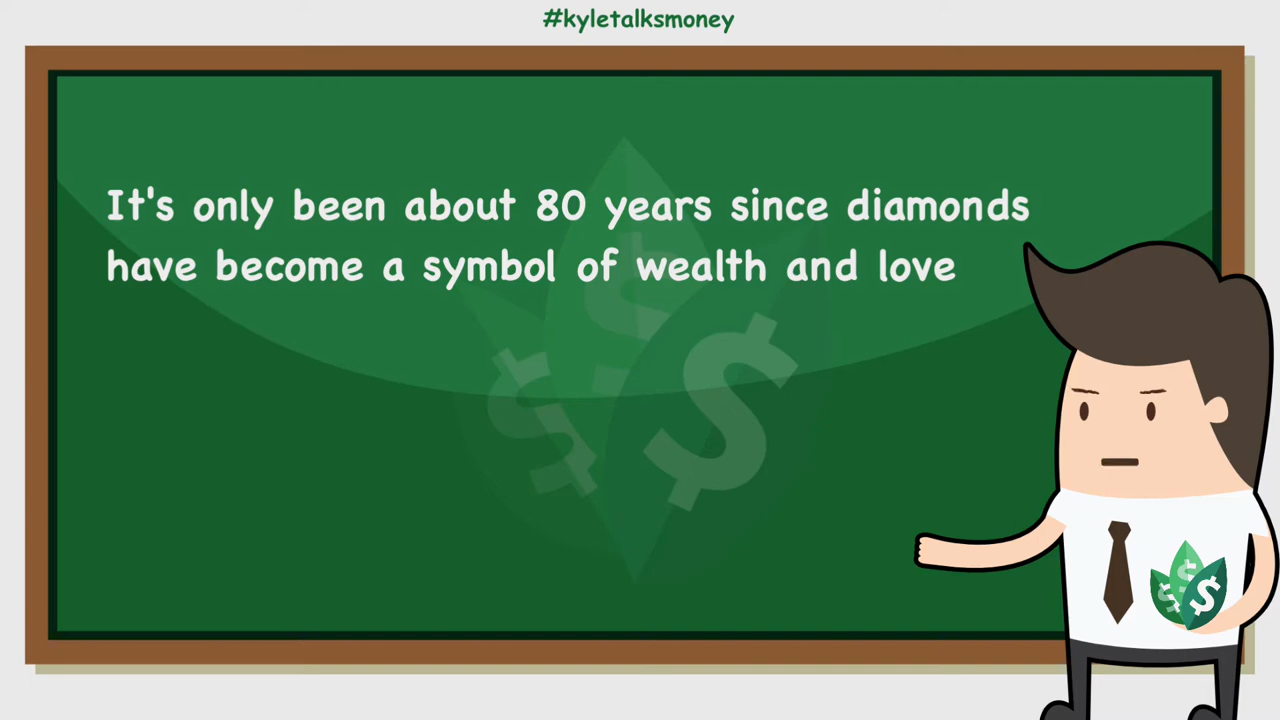 #kyletalksmoney
It's only been about 80 years since diamonds
have become a symbol of wealth and love